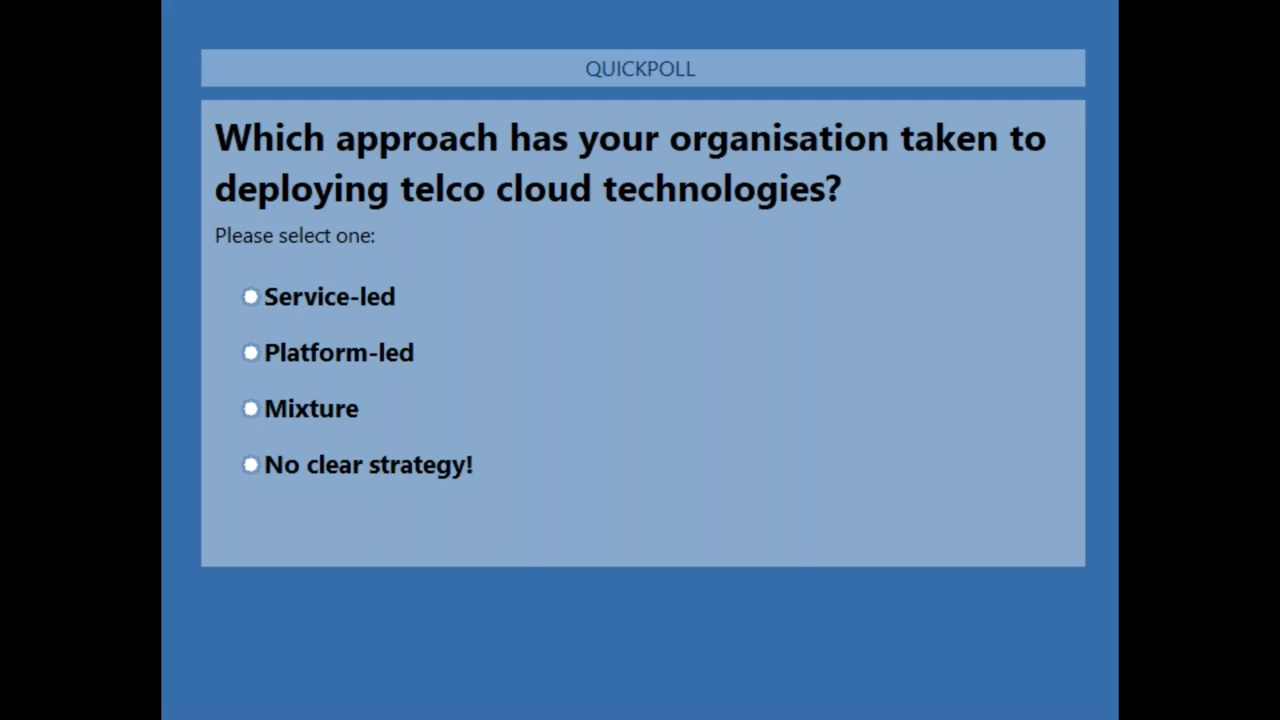 QUICKPOLL
Which approach has your organisation taken to
deploying telco cloud technologies?
Please select one:
Service-led
Platform-led
Mixture
No clear strategy!